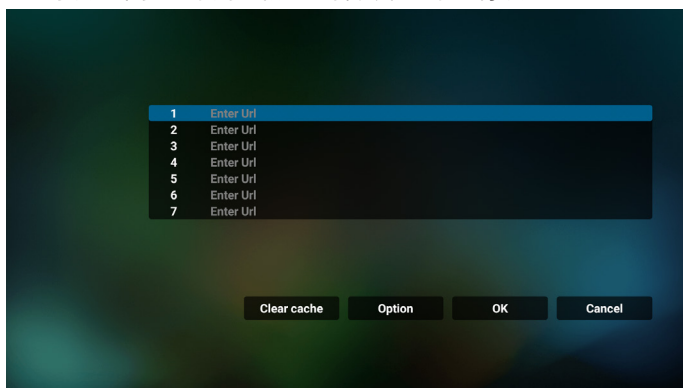 1 Enter Url
2 Enter Url
3 Enter Url
4 Enter Url
5 Enter Url
6 Enter Url
7 Enter Url
Clear cache Option OK Cancel